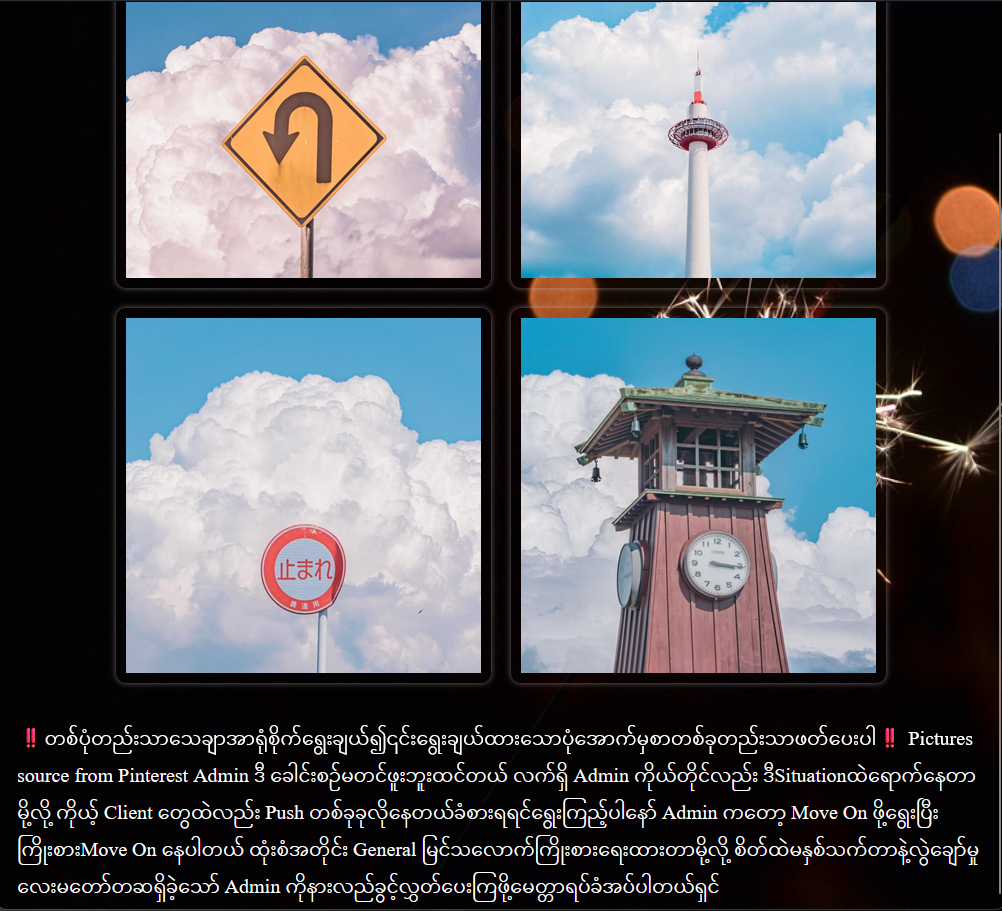 止まれ
農道用
12
‼️ တစ်ပုံတည်းသာသေချာအာရုံစိုက်ရွေးချယ်၍၎င်းရွေးချယ်ထားသောပုံအောက်မှစာတစ်ခုတည်းသာဖတ်ပေးပါ ‼️ Pictures
source from Pinterest Admin ဒီ ခေါင်းစဉ်မတင်ဖူးဘူးထင်တယ် လက်ရှိ Admin ကိုယ်တိုင်လည်း ဒီSituationထဲရောက်နေတာ
မို့လို့ ကိုယ့် Client တွေထဲလည်း Push တစ်ခုခုလိုနေတယ်ခံစားရရင်ရွေးကြည့်ပါနော် Admin ကတော့ Move On ဖို့ရွေးပြီး
ကြိုးစားMove On နေပါတယ် ထုံးစံအတိုင်း General မြင်သလောက်ကြိုးစားရေးထားတာမို့လို့ စိတ်ထဲမနှစ်သက်တာနဲ့လွဲချော်မှု
လေးမတော်တဆရှိခဲ့သော် Admin ကိုနားလည်ခွင့်လွှတ်ပေးကြဖို့မေတ္တာရပ်ခံအပ်ပါတယ်ရှင်